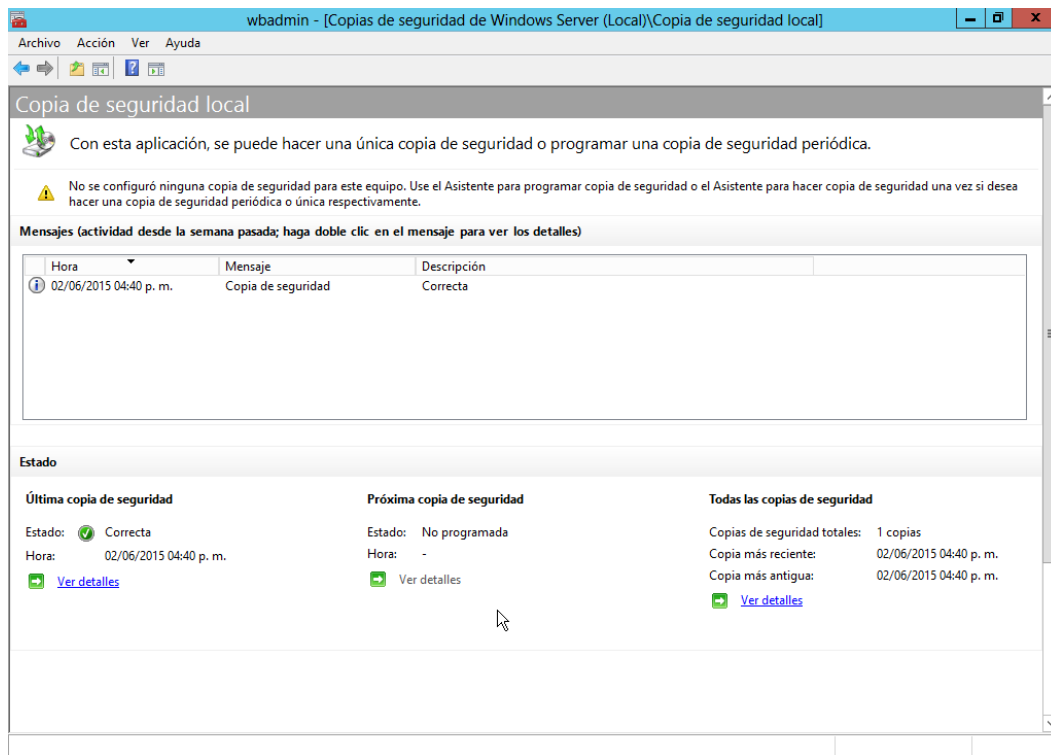 wbadmin - [Copias de seguridad de Windows Server (Local)\Copia de seguridad local]
Archivo Acción Ver Ayuda
Copia de seguridad local
Con esta aplicación, se puede hacer una única copia de seguridad o programar una copia de seguridad periódica.
No se configuró ninguna copia de seguridad para este equipo. Use el Asistente para programar copia de seguridad o el Asistente para hacer copia de seguridad una vez si desea
hacer una copia de seguridad periódica o única respectivamente.
Mensajes (actividad desde la semana pasada; haga doble clic en el mensaje para ver los detalles)
Hora Mensaje Descripción
02/06/2015 04:40 p. m. Copia de seguridad Correcta
Estado
Última copia de seguridad
Estado: Correcta
Hora: 02/06/2015 04:40 p. m.
Ver detalles
Próxima copia de seguridad
Estado: No programada
Hora: -
Ver detalles
Todas las copias de seguridad
Copias de seguridad totales: 1 copias
Copia más reciente: 02/06/2015 04:40 p. m.
Copia más antigua: 02/06/2015 04:40 p. m.
Ver detalles